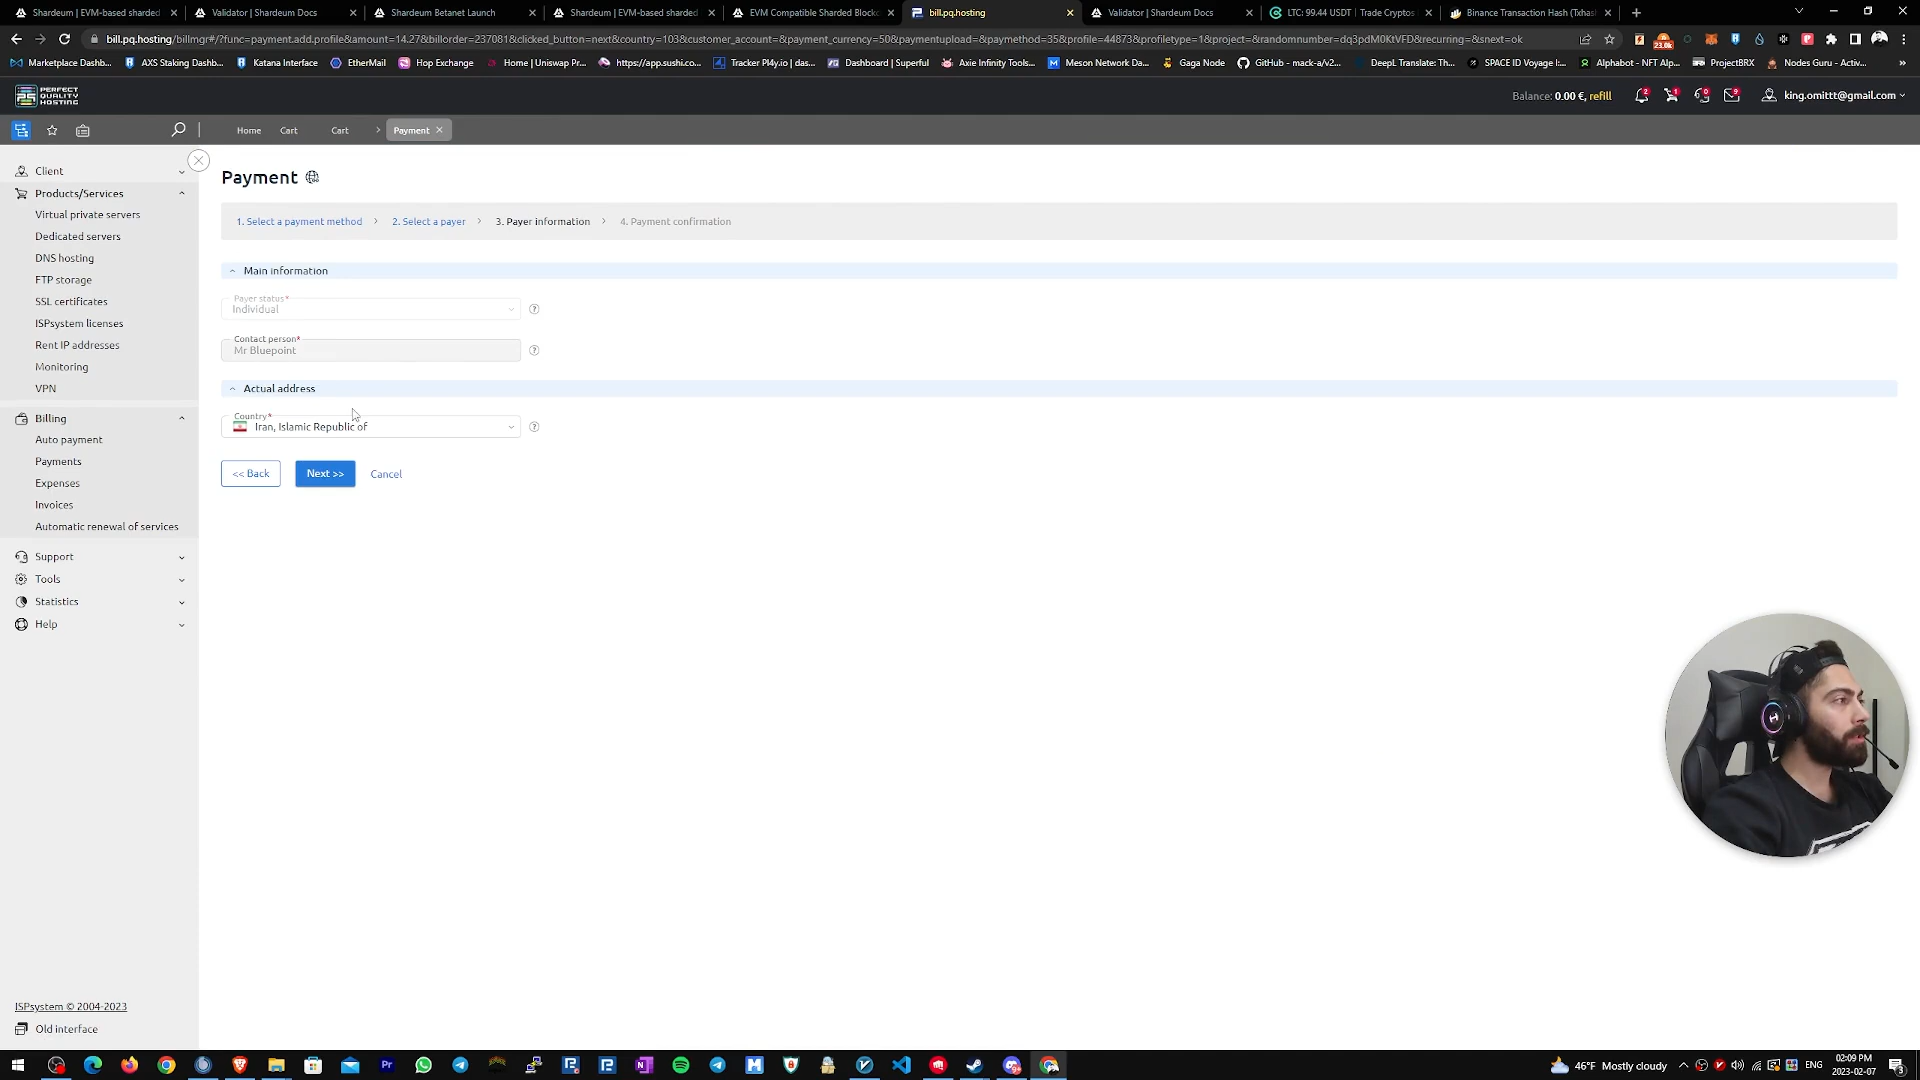 Shardeum | EVM-based sharded
Validator | Shardeum Docs
Shardeum Betanet Launch
Shardeum | EVM-based sharded
EVM Compatible Sharded Blockc
bill.pq.hosting
Validator | Shardeum Docs
LTC: 99.44 USDT | Trade Cryptos
Binance Transaction Hash (Txhas
bill.pq.hosting/billmgr#/?func=payment.add.profile&amount=14.27&billorder=237081&clicked_button=next&country=103&customer_account=&payment_currency=50&paymentupload=&paymethod=35&profile=44873&profiletype=1&project=&randomnumber=dq3pdM0KtVFD&recurring=&snext=ok
23.0k
Marketplace Dashb...
AXS Staking Dashb...
Katana Interface
EtherMail
Hop Exchange
Home | Uniswap Pr...
https://app.sushi.co...
Tracker Pl4y.io | das...
Dashboard | Superful
Axie Infinity Tools...
Meson Network Da...
Gaga Node
GitHub - mack-a/v2...
DeepL Translate: Th...
SPACE ID Voyage |:...
Alphabot - NFT Alp...
ProjectBRX
Nodes Guru - Activ...
PERFECT
QUALITY
HOSTING
Balance: 0.00 €, refill
2
1
0
9
king.omittt@gmail.com
Home
Cart
Cart
Payment
Client
Products/Services
Virtual private servers
Dedicated servers
DNS hosting
FTP storage
SSL certificates
ISPsystem licenses
Rent IP addresses
Monitoring
VPN
Billing
Auto payment
Payments
Expenses
Invoices
Automatic renewal of services
Support
Tools
Statistics
Help
ISPsystem © 2004-2023
Old interface
Payment
1. Select a payment method
2. Select a payer
3. Payer information
4. Payment confirmation
Main information
Payer status*
Individual
Contact person*
Mr Bluepoint
Actual address
Country*
Iran, Islamic Republic of
<< Back
Next >>
Cancel
46°F Mostly cloudy
ENG
02:09 PM
2023-02-07
3